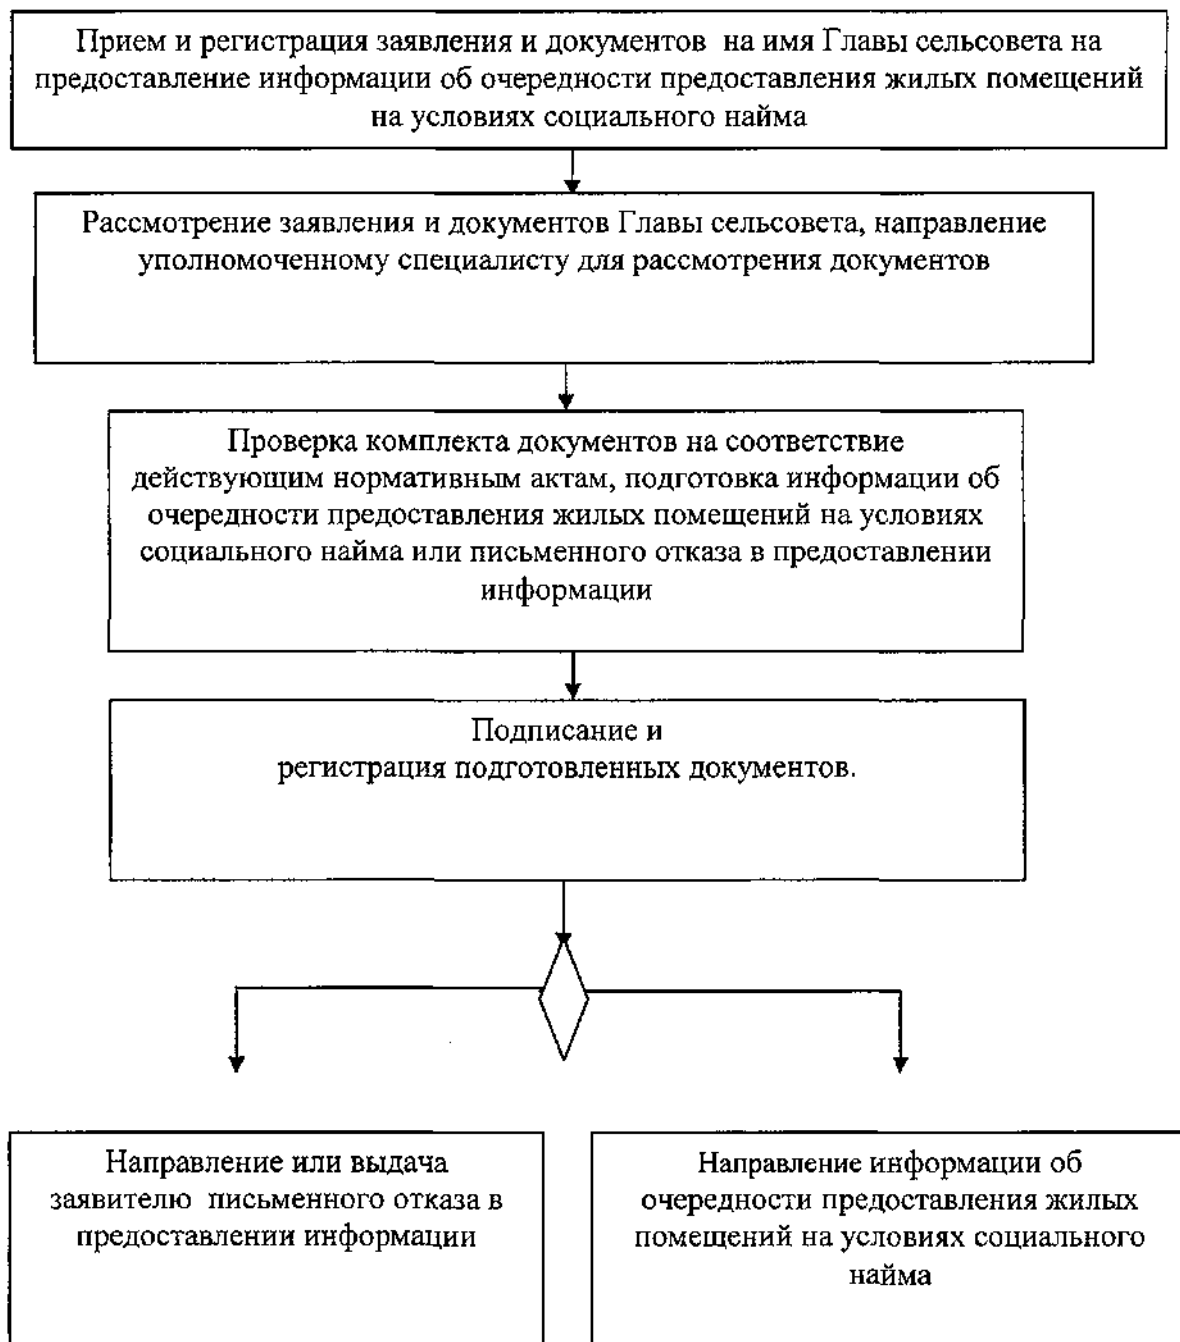 Прием и регистрация заявления и документов на имя Главы сельсовета на
предоставление информации об очередности предоставления жилых помещений
на условиях социального найма
Рассмотрение заявления и документов Главы сельсовета, направление
уполномоченному специалисту для рассмотрения документов
Проверка комплекта документов на соответствие
действующим нормативным актам, подготовка информации об
очередности предоставления жилых помещений на условиях
социального найма или письменного отказа в предоставлении
информации
Подписание и
регистрация подготовленных документов.
Направление или выдача
заявителю письменного отказа в
предоставлении информации
Направление информации об
очередности предоставления жилых
помещений на условиях социального
найма